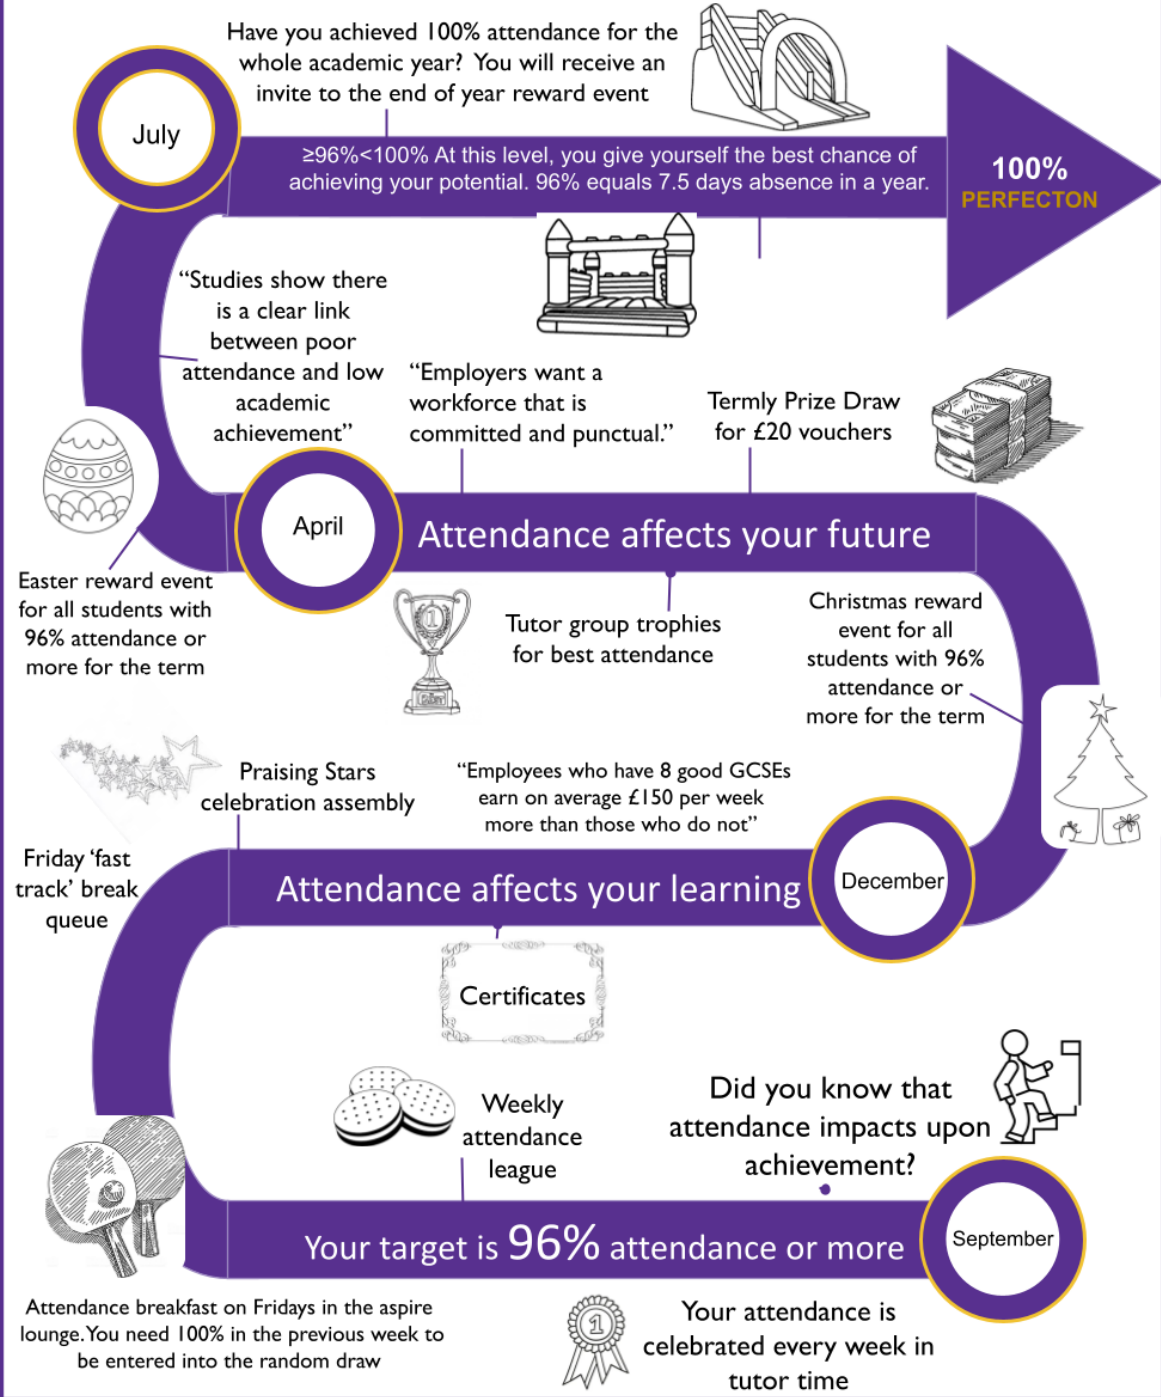 Have you achieved 100% attendance for the
whole academic year? You will receive an
invite to the end of year reward event
July
≥96%<100% At this level, you give yourself the best chance of
achieving your potential. 96% equals 7.5 days absence in a year.
100%
PERFECTON
“Studies show there
is a clear link
between poor
attendance and low
academic
achievement”
“Employers want a
workforce that is
committed and punctual.”
Termly Prize Draw
for £20 vouchers
April
Attendance affects your future
Easter reward event
for all students with
96% attendance or
more for the term
1
Tutor group trophies
for best attendance
Christmas reward
event for all
students with 96%
attendance or
more for the term
Praising Stars
celebration assembly
“Employees who have 8 good GCSEs
earn on average £150 per week
more than those who do not”
Friday ‘fast
track’ break
queue
Attendance affects your learning
December
Certificates
Weekly
attendance
league
Did you know that
attendance impacts upon
achievement?
Your target is 96% attendance or more
September
Attendance breakfast on Fridays in the aspire
lounge. You need 100% in the previous week to
be entered into the random draw
1
Your attendance is
celebrated every week in
tutor time